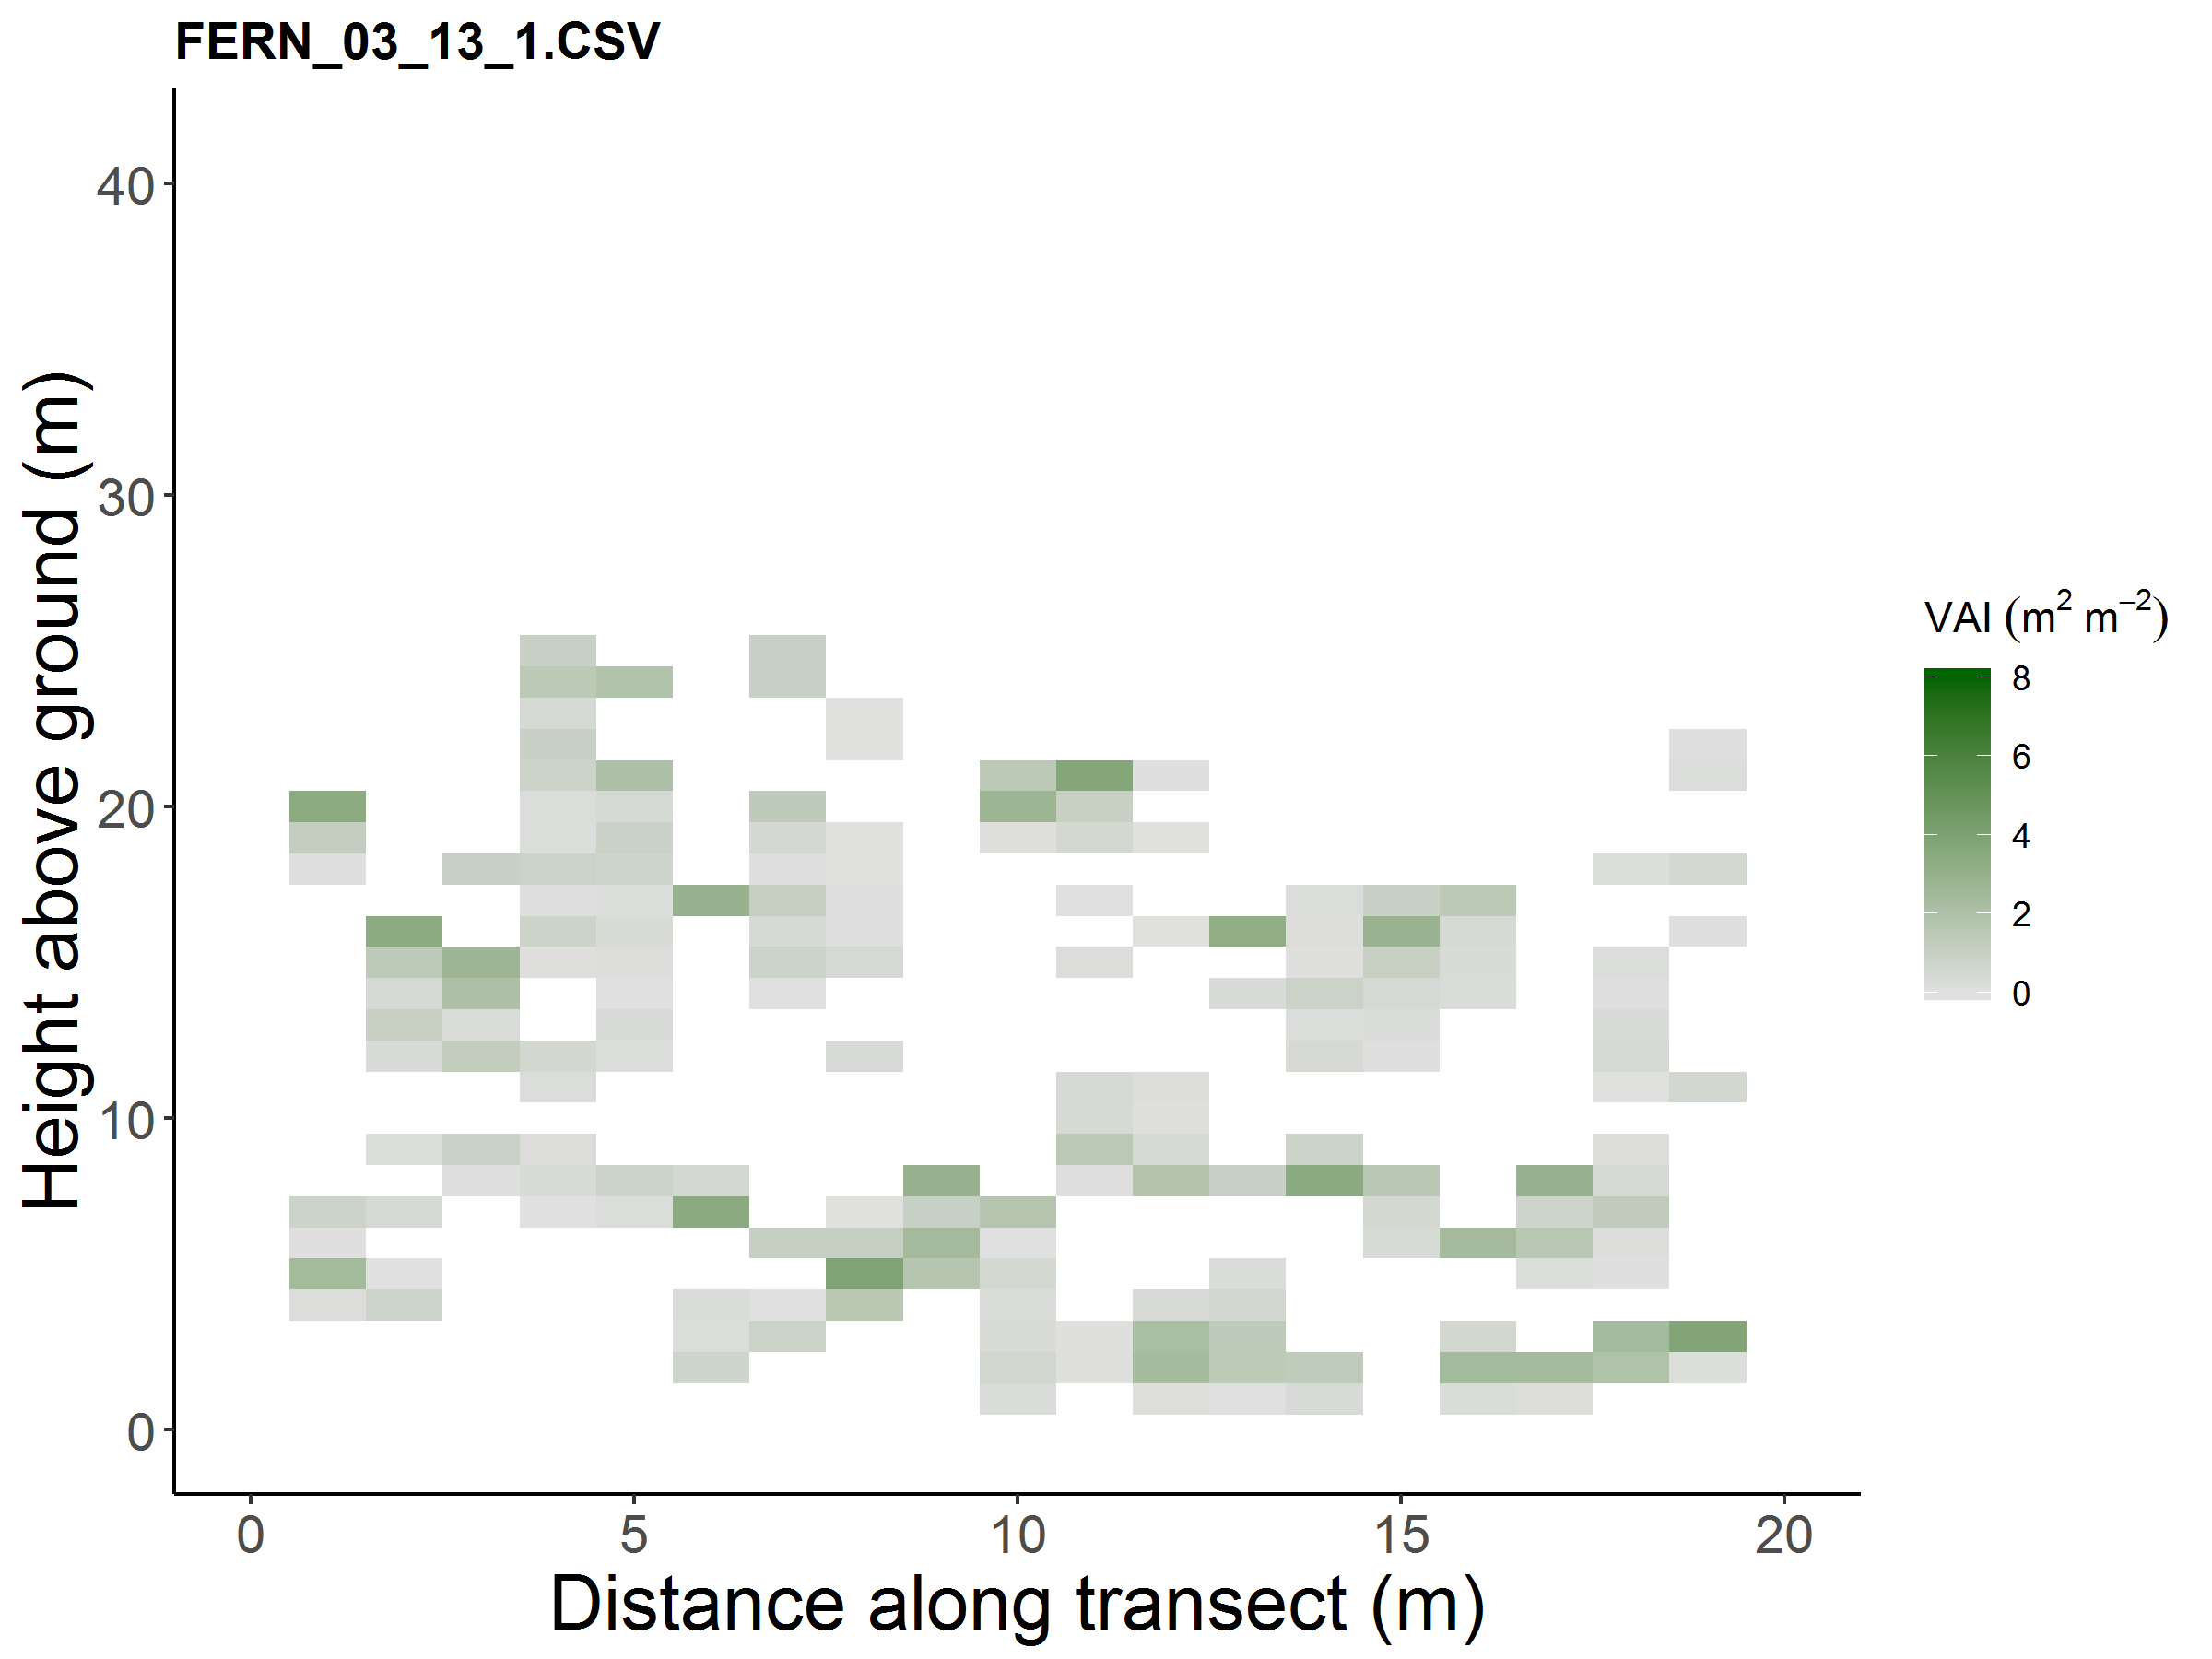 FERN_03_13_1.CSV
Height above ground (m)
40
30
20
10
0
0 5 10 15 20
Distance along transect (m)
VAI (m² m⁻²)
8
6
4
2
0